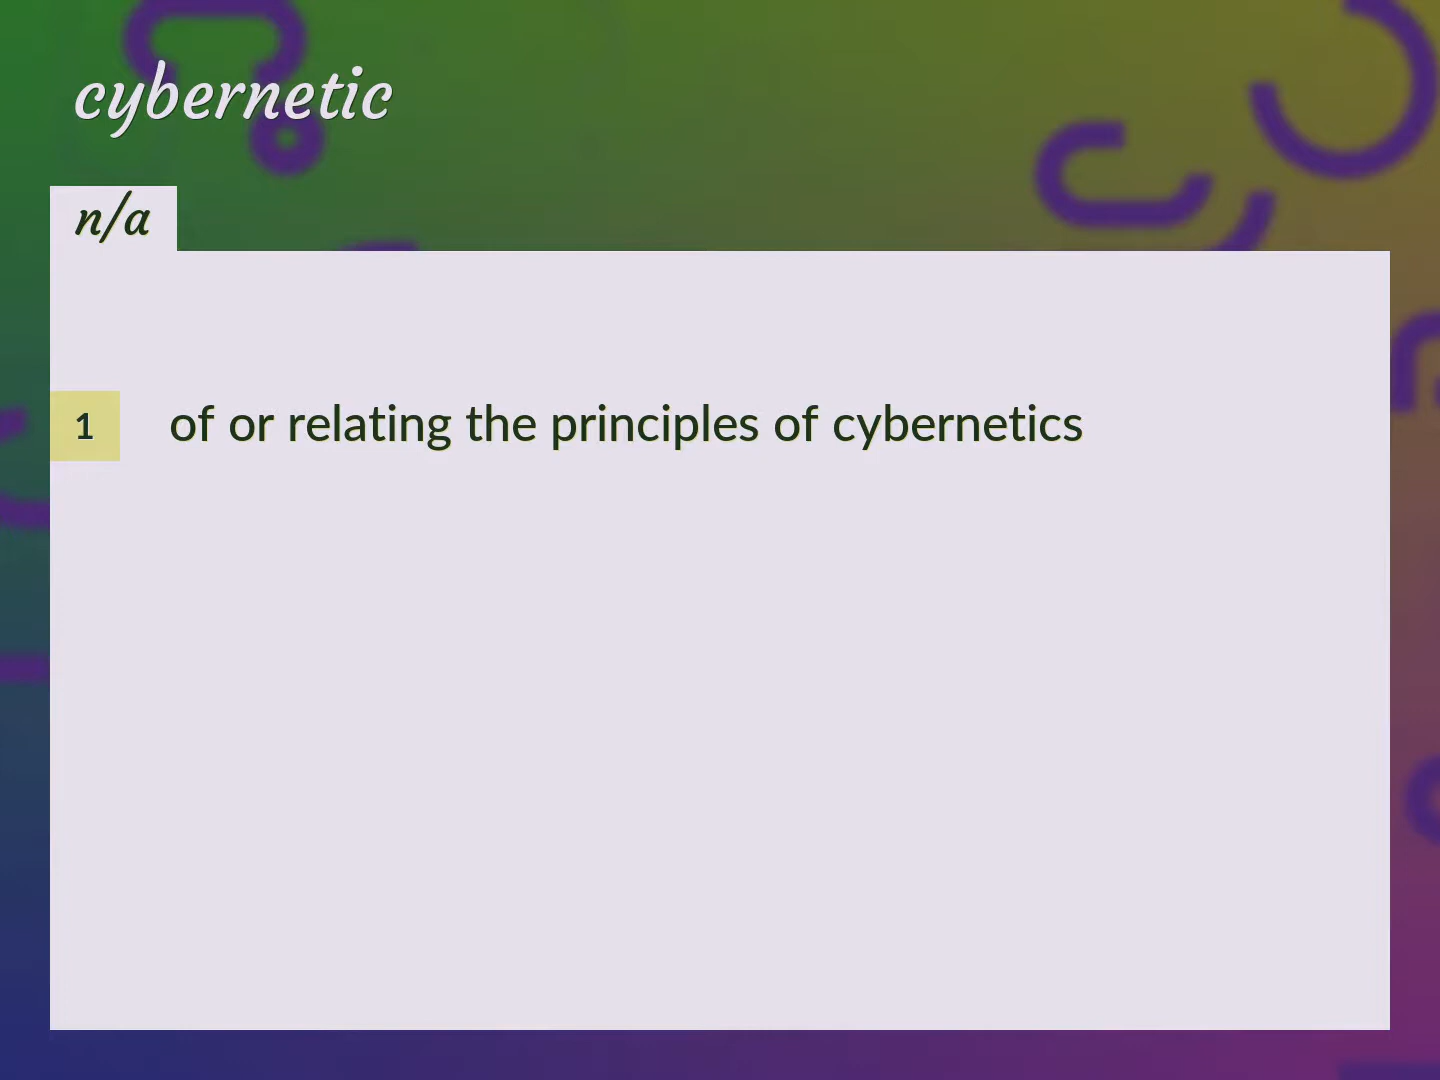 cybernetic
n/a
1 of or relating the principles of cybernetics